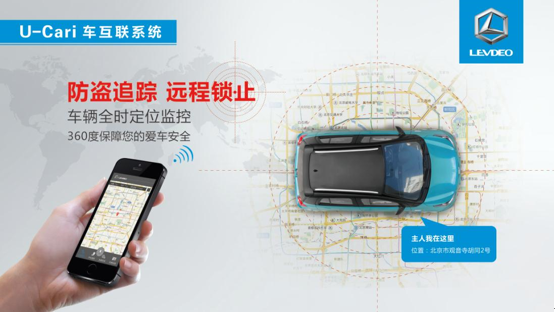 U-Cari 车互联系统
LEVDEO
防盗追踪 远程锁止
车辆全时定位监控
360度保障您的爱车安全
主人我在这里
位置：北京市观音寺胡同2号